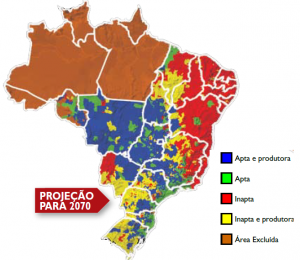 Apta e produtora
Apta
PROJEÇÃO
PARA 2070
Inapta
Inapta e produtora
Área Excluída